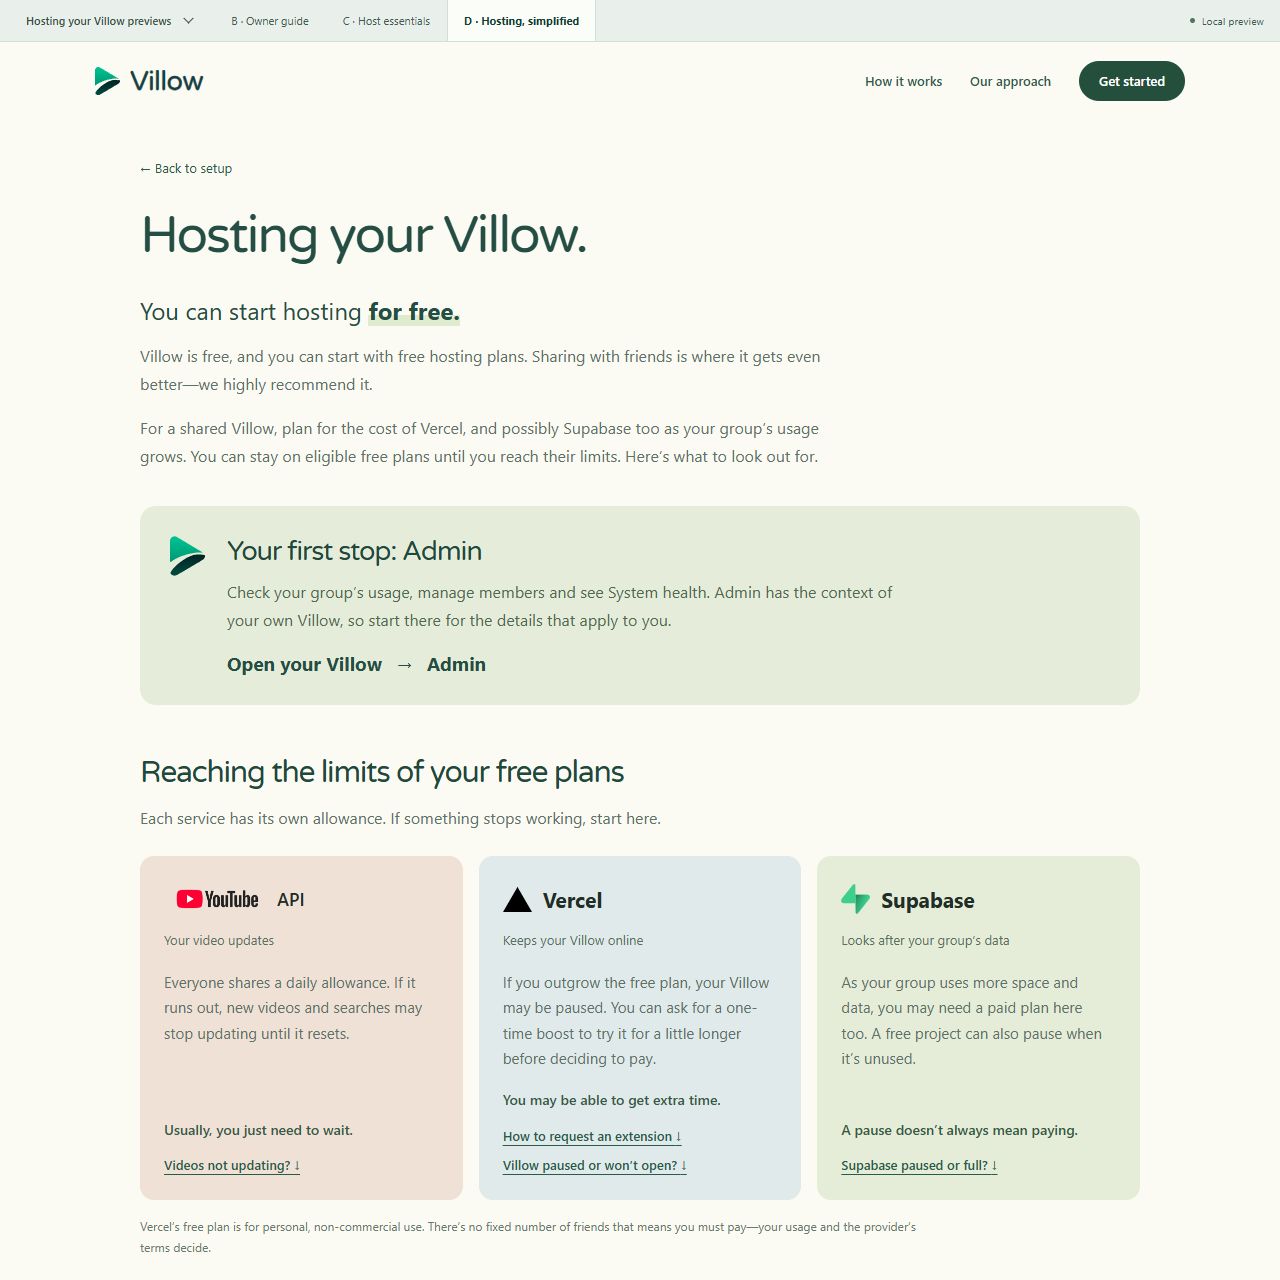 Hosting your Villow previews
B · Owner guide
C · Host essentials
D · Hosting, simplified
Local preview
Villow
How it works
Our approach
Get started
← Back to setup
Hosting your Villow.
You can start hosting for free.
Villow is free, and you can start with free hosting plans. Sharing with friends is where it gets even
better—we highly recommend it.
For a shared Villow, plan for the cost of Vercel, and possibly Supabase too as your group’s usage
grows. You can stay on eligible free plans until you reach their limits. Here’s what to look out for.
Your first stop: Admin
Check your group’s usage, manage members and see System health. Admin has the context of
your own Villow, so start there for the details that apply to you.
Open your Villow → Admin
Reaching the limits of your free plans
Each service has its own allowance. If something stops working, start here.
YouTube API
Your video updates
Everyone shares a daily allowance. If it
runs out, new videos and searches may
stop updating until it resets.
Usually, you just need to wait.
Videos not updating? ↓
Vercel
Keeps your Villow online
If you outgrow the free plan, your Villow
may be paused. You can ask for a one-
time boost to try it for a little longer
before deciding to pay.
You may be able to get extra time.
How to request an extension ↓
Villow paused or won’t open? ↓
Supabase
Looks after your group’s data
As your group uses more space and
data, you may need a paid plan here
too. A free project can also pause when
it’s unused.
A pause doesn’t always mean paying.
Supabase paused or full? ↓
Vercel’s free plan is for personal, non-commercial use. There’s no fixed number of friends that means you must pay—your usage and the provider’s
terms decide.